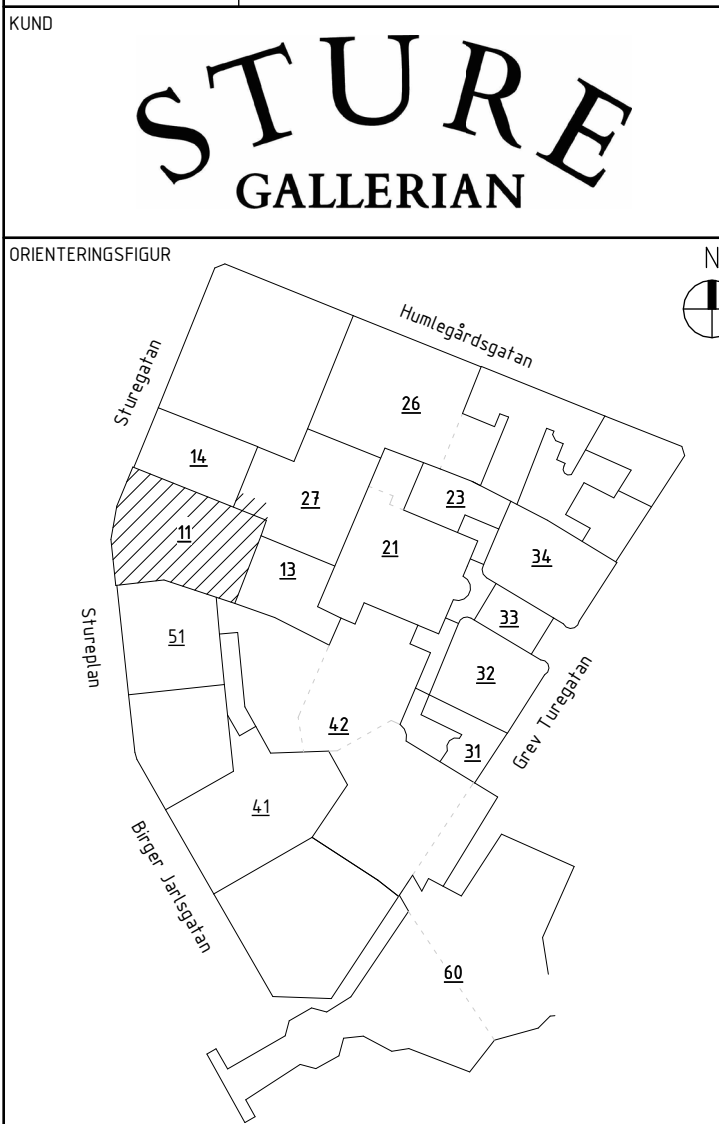 KUND
STURE
GALLERIAN
ORIENTERINGSFIGUR
N
Humlegårdsgatan
Sturegatan
26
14
27
23
11
21
34
13
33
Stureplan
51
32
42
Grev Turegatan
31
41
Birger Jarlsgatan
60